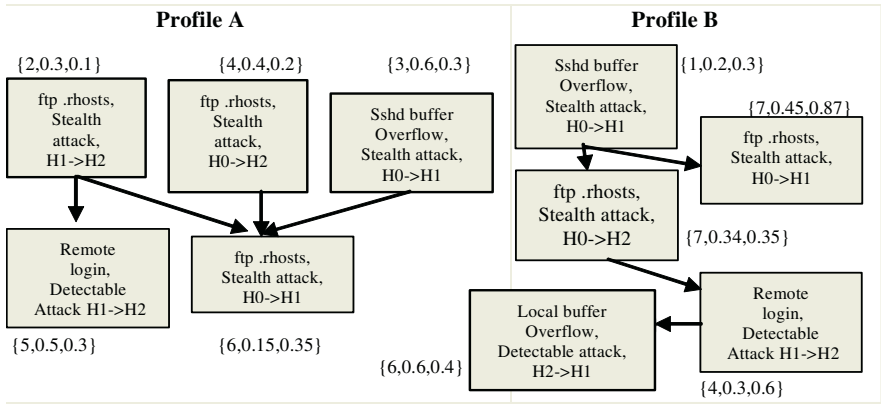 Profile A
Profile B
{2,0.3,0.1}
{4,0.4,0.2}
{3,0.6,0.3}
ftp .rhosts,
Stealth
attack,
H1->H2
ftp .rhosts,
Stealth
attack,
H0->H2
Sshd buffer
Overflow,
Stealth attack,
H0->H1
Remote
login,
Detectable
Attack H1->H2
ftp .rhosts,
Stealth attack,
H0->H1
{5,0.5,0.3}
{6,0.15,0.35}
Sshd buffer
Overflow,
Stealth attack,
H0->H1
{1,0.2,0.3}
{7,0.45,0.87}
ftp .rhosts,
Stealth attack,
H0->H1
ftp .rhosts,
Stealth attack,
H0->H2
{7,0.34,0.35}
Local buffer
Overflow,
Detectable attack,
H2->H1
{6,0.6,0.4}
Remote
login,
Detectable
Attack H1->H2
{4,0.3,0.6}